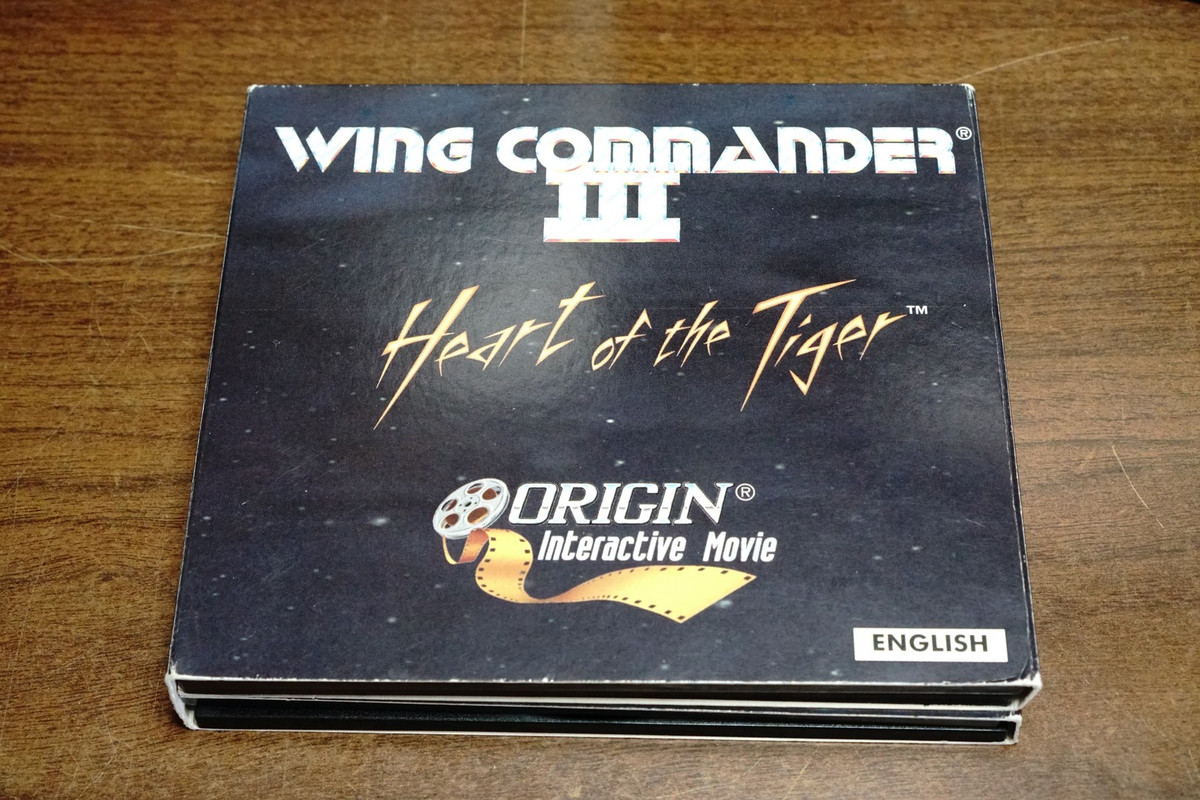 WING COMMANDER®
III
Heart of the Tiger™
ORIGIN®
Interactive Movie
ENGLISH